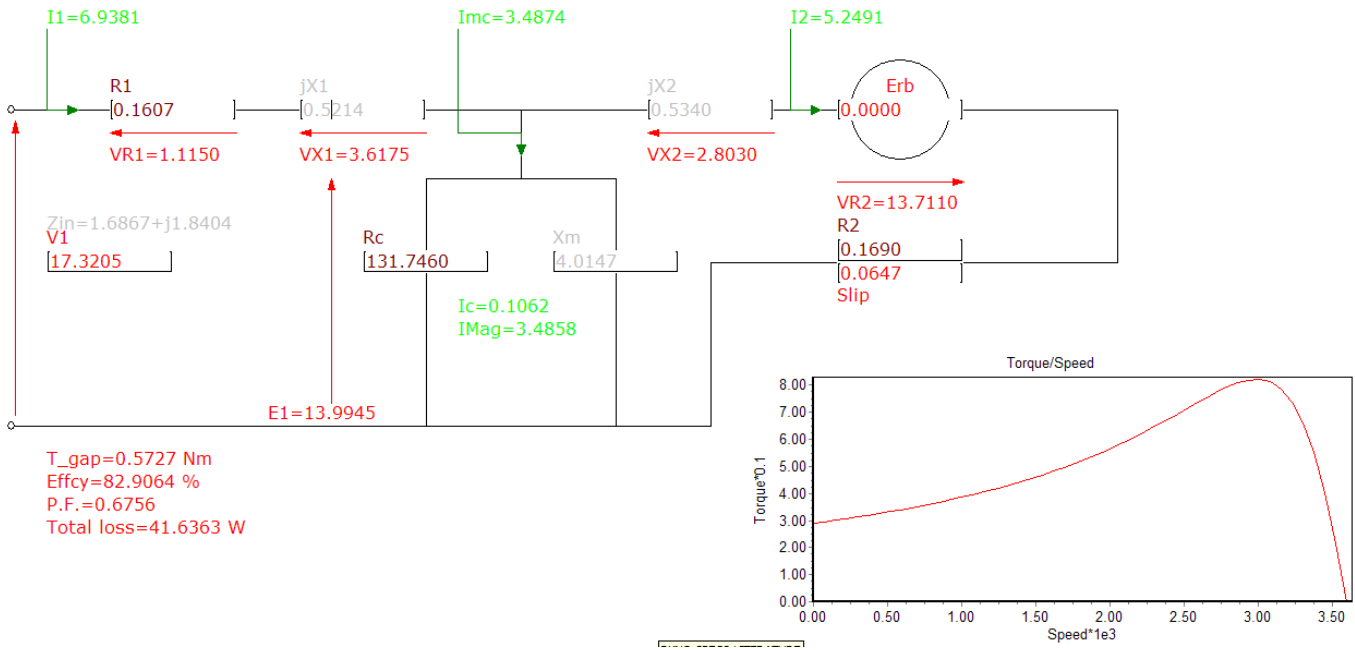 I1=6.9381
Imc=3.4874
I2=5.2491
R1
jX1
jX2
Erb
0.1607
0.5214
0.5340
0.0000
VR1=1.1150
VX1=3.6175
VX2=2.8030
VR2=13.7110
Zin=1.6867+j1.8404
V1
Rc
Xm
R2
17.3205
131.7460
4.0147
0.1690
0.0647
Slip
Ic=0.1062
IMag=3.4858
E1=13.9945
T_gap=0.5727 Nm
Effcy=82.9064 %
P.F.=0.6756
Total loss=41.6363 W
Torque/Speed
8.00
7.00
6.00
5.00
4.00
3.00
2.00
1.00
0.00
Torque*0.1
0.00 0.50 1.00 1.50 2.00 2.50 3.00 3.50
Speed*1e3